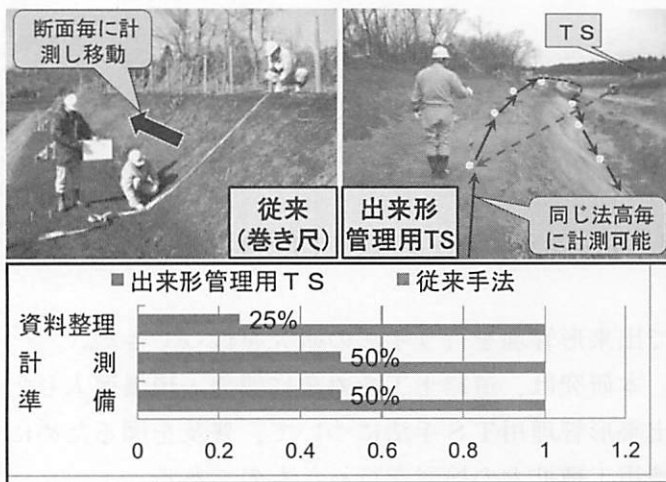 断面毎に計
測し移動
従来
(巻き尺)
ＴＳ
出来形
管理用TS
同じ法高毎
に計測可能
■出来形管理用ＴＳ ■従来手法
資料整理 25%
計測 50%
準備 50%
0 0.2 0.4 0.6 0.8 1.0 1.2